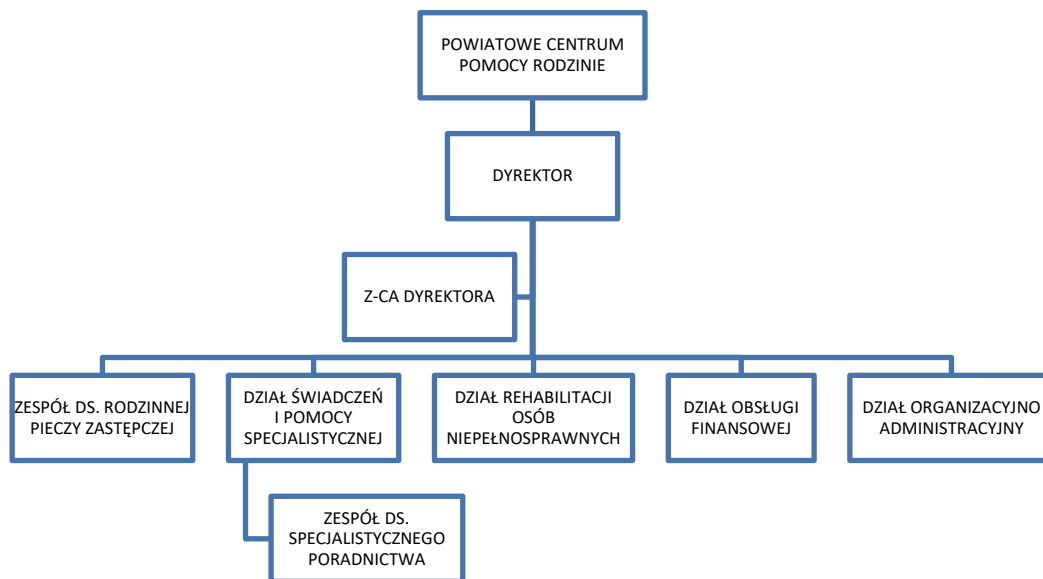 POWIATOWE CENTRUM
POMOCY RODZINIE
DYREKTOR
Z-CA DYREKTORA
ZESPÓŁ DS. RODZINNEJ
PIECZY ZASTĘPCZEJ
DZIAŁ ŚWIADCZEŃ
I POMOCY
SPECJALISTYCZNEJ
DZIAŁ REHABILITACJI
OSÓB
NIEPEŁNOSPRAWNYCH
DZIAŁ OBSŁUGI
FINANSOWEJ
DZIAŁ ORGANIZACYJNO
ADMINISTRACYJNY
ZESPÓŁ DS.
SPECJALISTYCZNEGO
PORADNICTWA